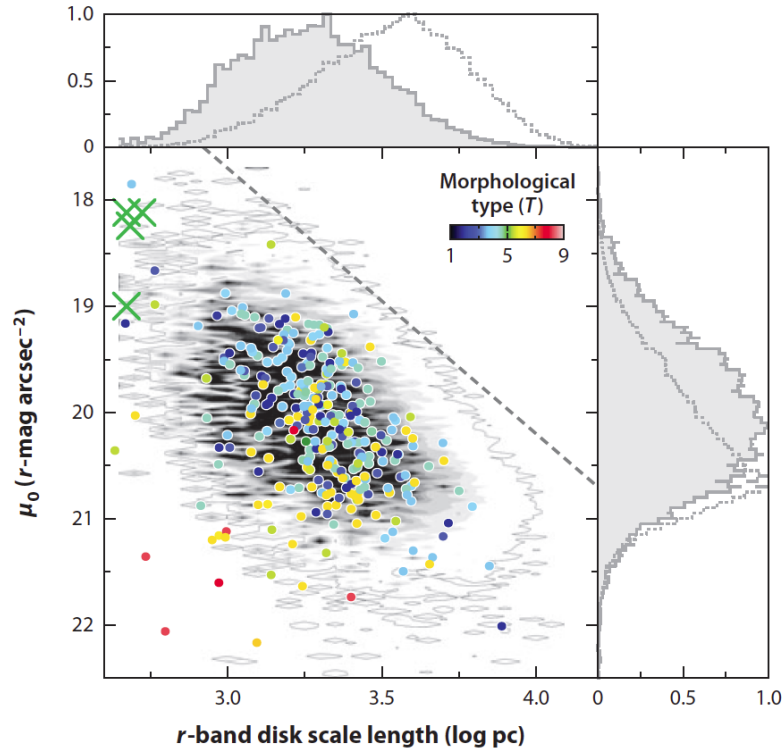 1.0
0.5
0
18
19
20
21
22
μ0 (r-mag arcsec−2)
Morphological
type (T)
1 5 9
3.0 3.5 4.0
0 0.5 1.0
r-band disk scale length (log pc)